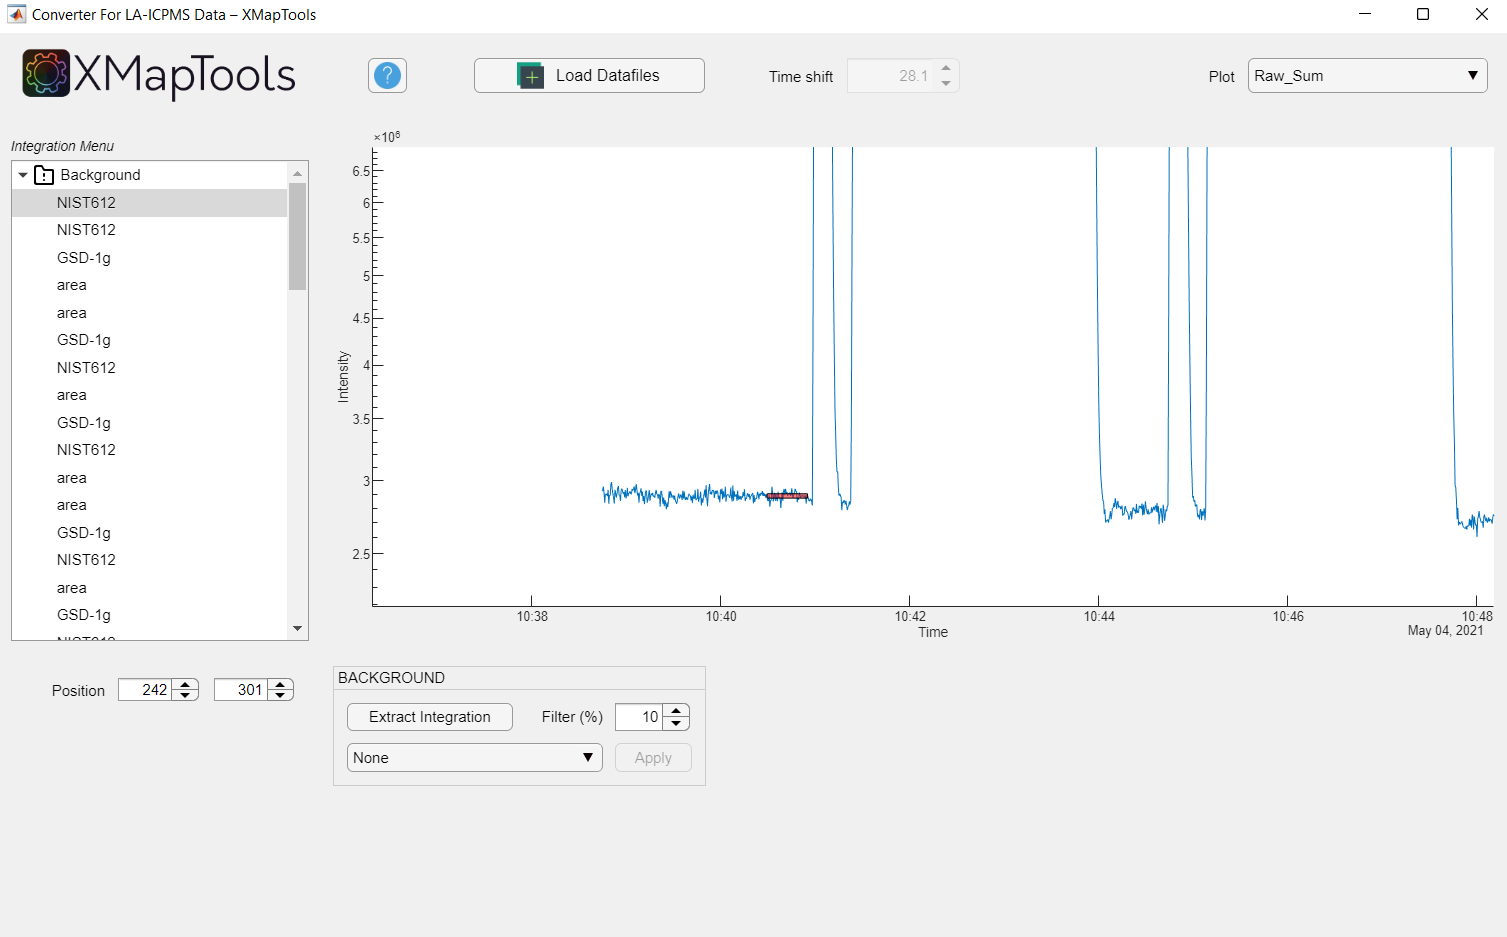 Converter For LA-ICPMS Data – XMapTools
XMapTools
?
Load Datafiles
Time shift
28.1
Plot
Raw_Sum
Integration Menu
Background
NIST612
NIST612
GSD-1g
area
area
GSD-1g
NIST612
area
GSD-1g
NIST612
area
area
GSD-1g
NIST612
area
GSD-1g
NIST612
×10⁶
6.5
6
5.5
5
4.5
4
3.5
3
2.5
Intensity
10:38
10:40
10:42
10:44
10:46
10:48
Time
May 04, 2021
Position
242
301
BACKGROUND
Extract Integration
Filter (%)
10
None
Apply